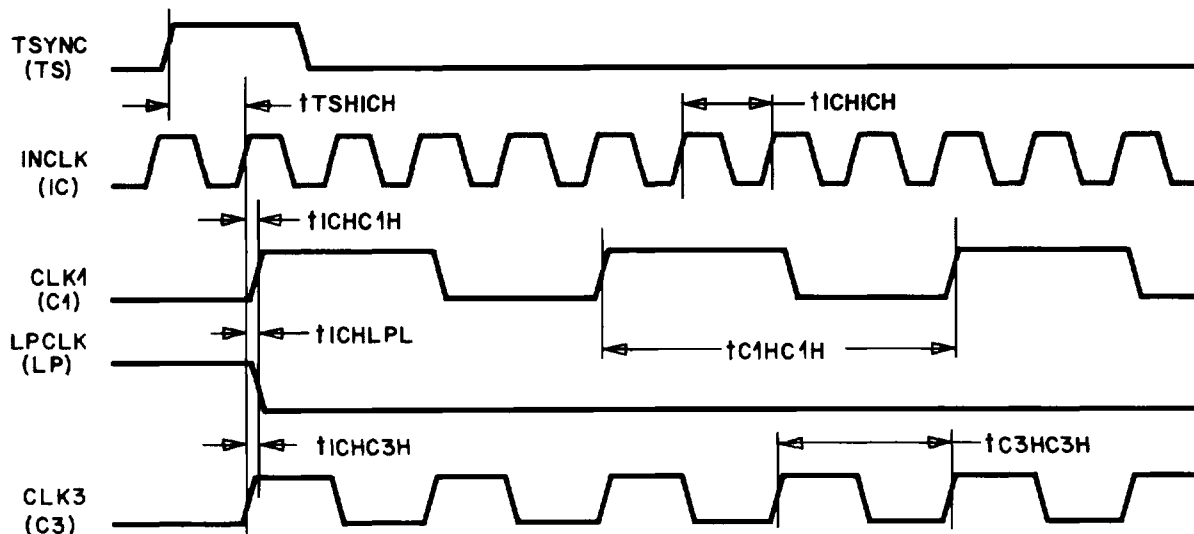 TSYNC
(TS)
tTSHICH
tICHICH
INCLK
(IC)
tICHC1H
CLK1
(C1)
LPCLK
(LP)
tICHLPL
tC1HC1H
tICHC3H
tC3HC3H
CLK3
(C3)